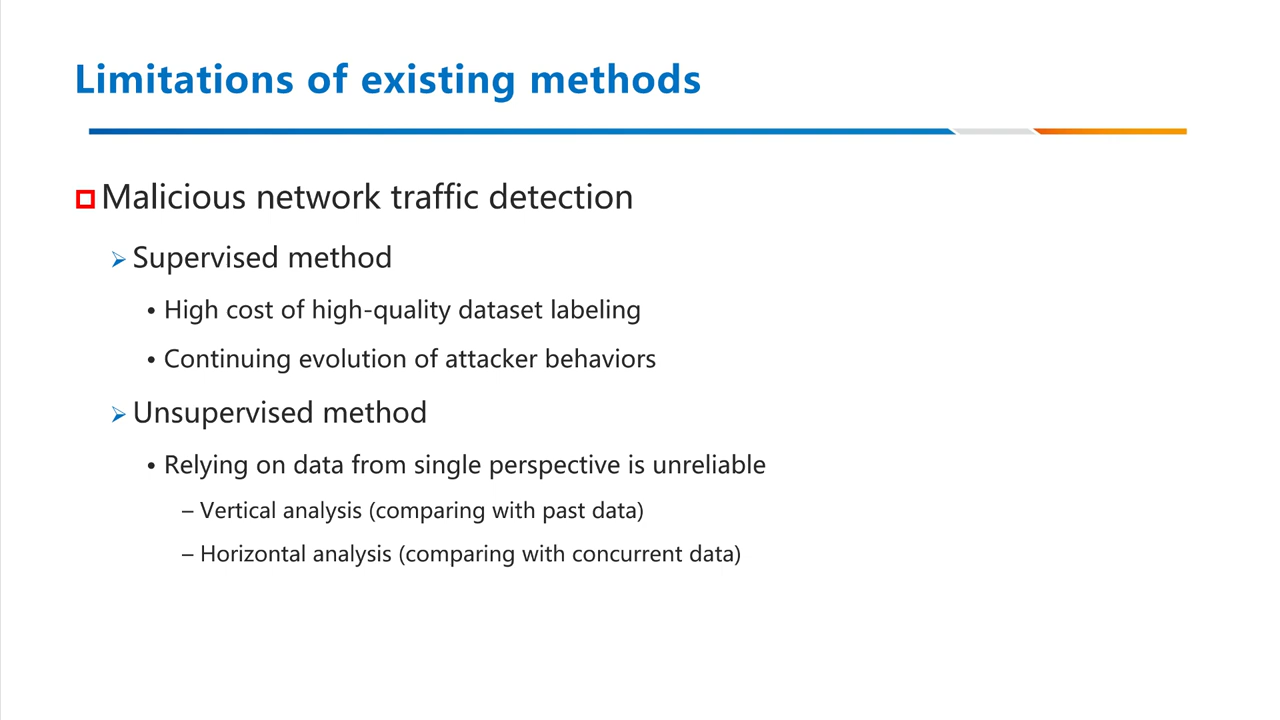 Limitations of existing methods
Malicious network traffic detection
Supervised method
• High cost of high-quality dataset labeling
• Continuing evolution of attacker behaviors
Unsupervised method
• Relying on data from single perspective is unreliable
– Vertical analysis (comparing with past data)
– Horizontal analysis (comparing with concurrent data)